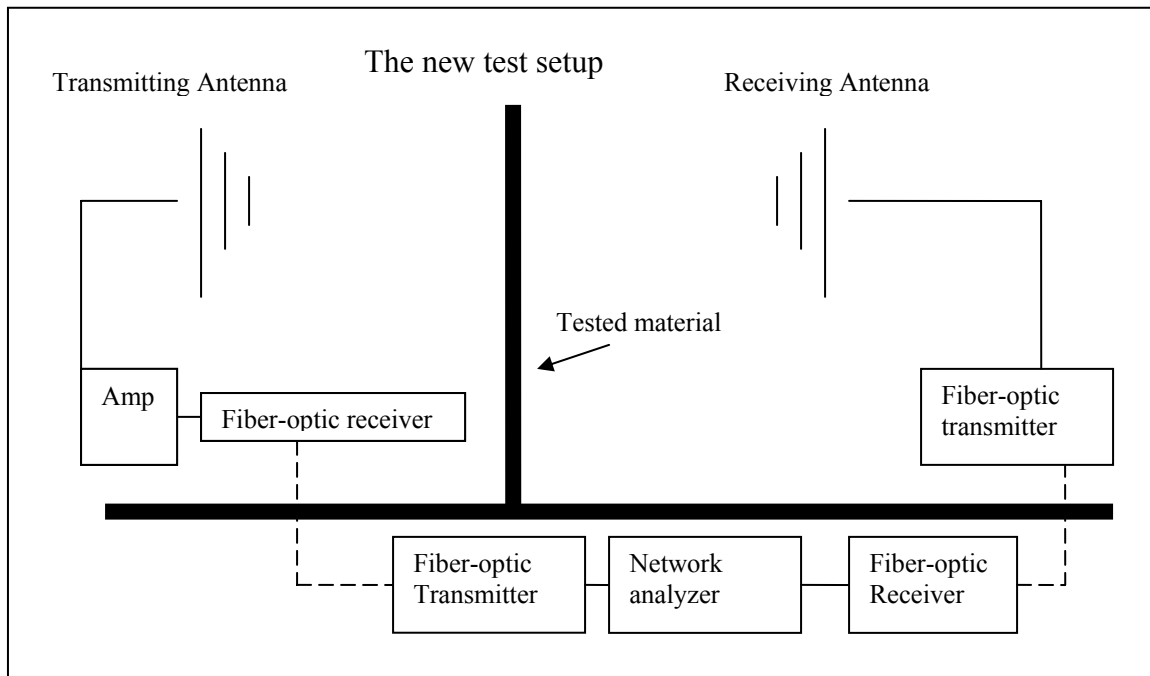 The new test setup
Transmitting Antenna
Receiving Antenna
Tested material
Amp
Fiber-optic receiver
Fiber-optic
transmitter
Fiber-optic
Transmitter
Network
analyzer
Fiber-optic
Receiver